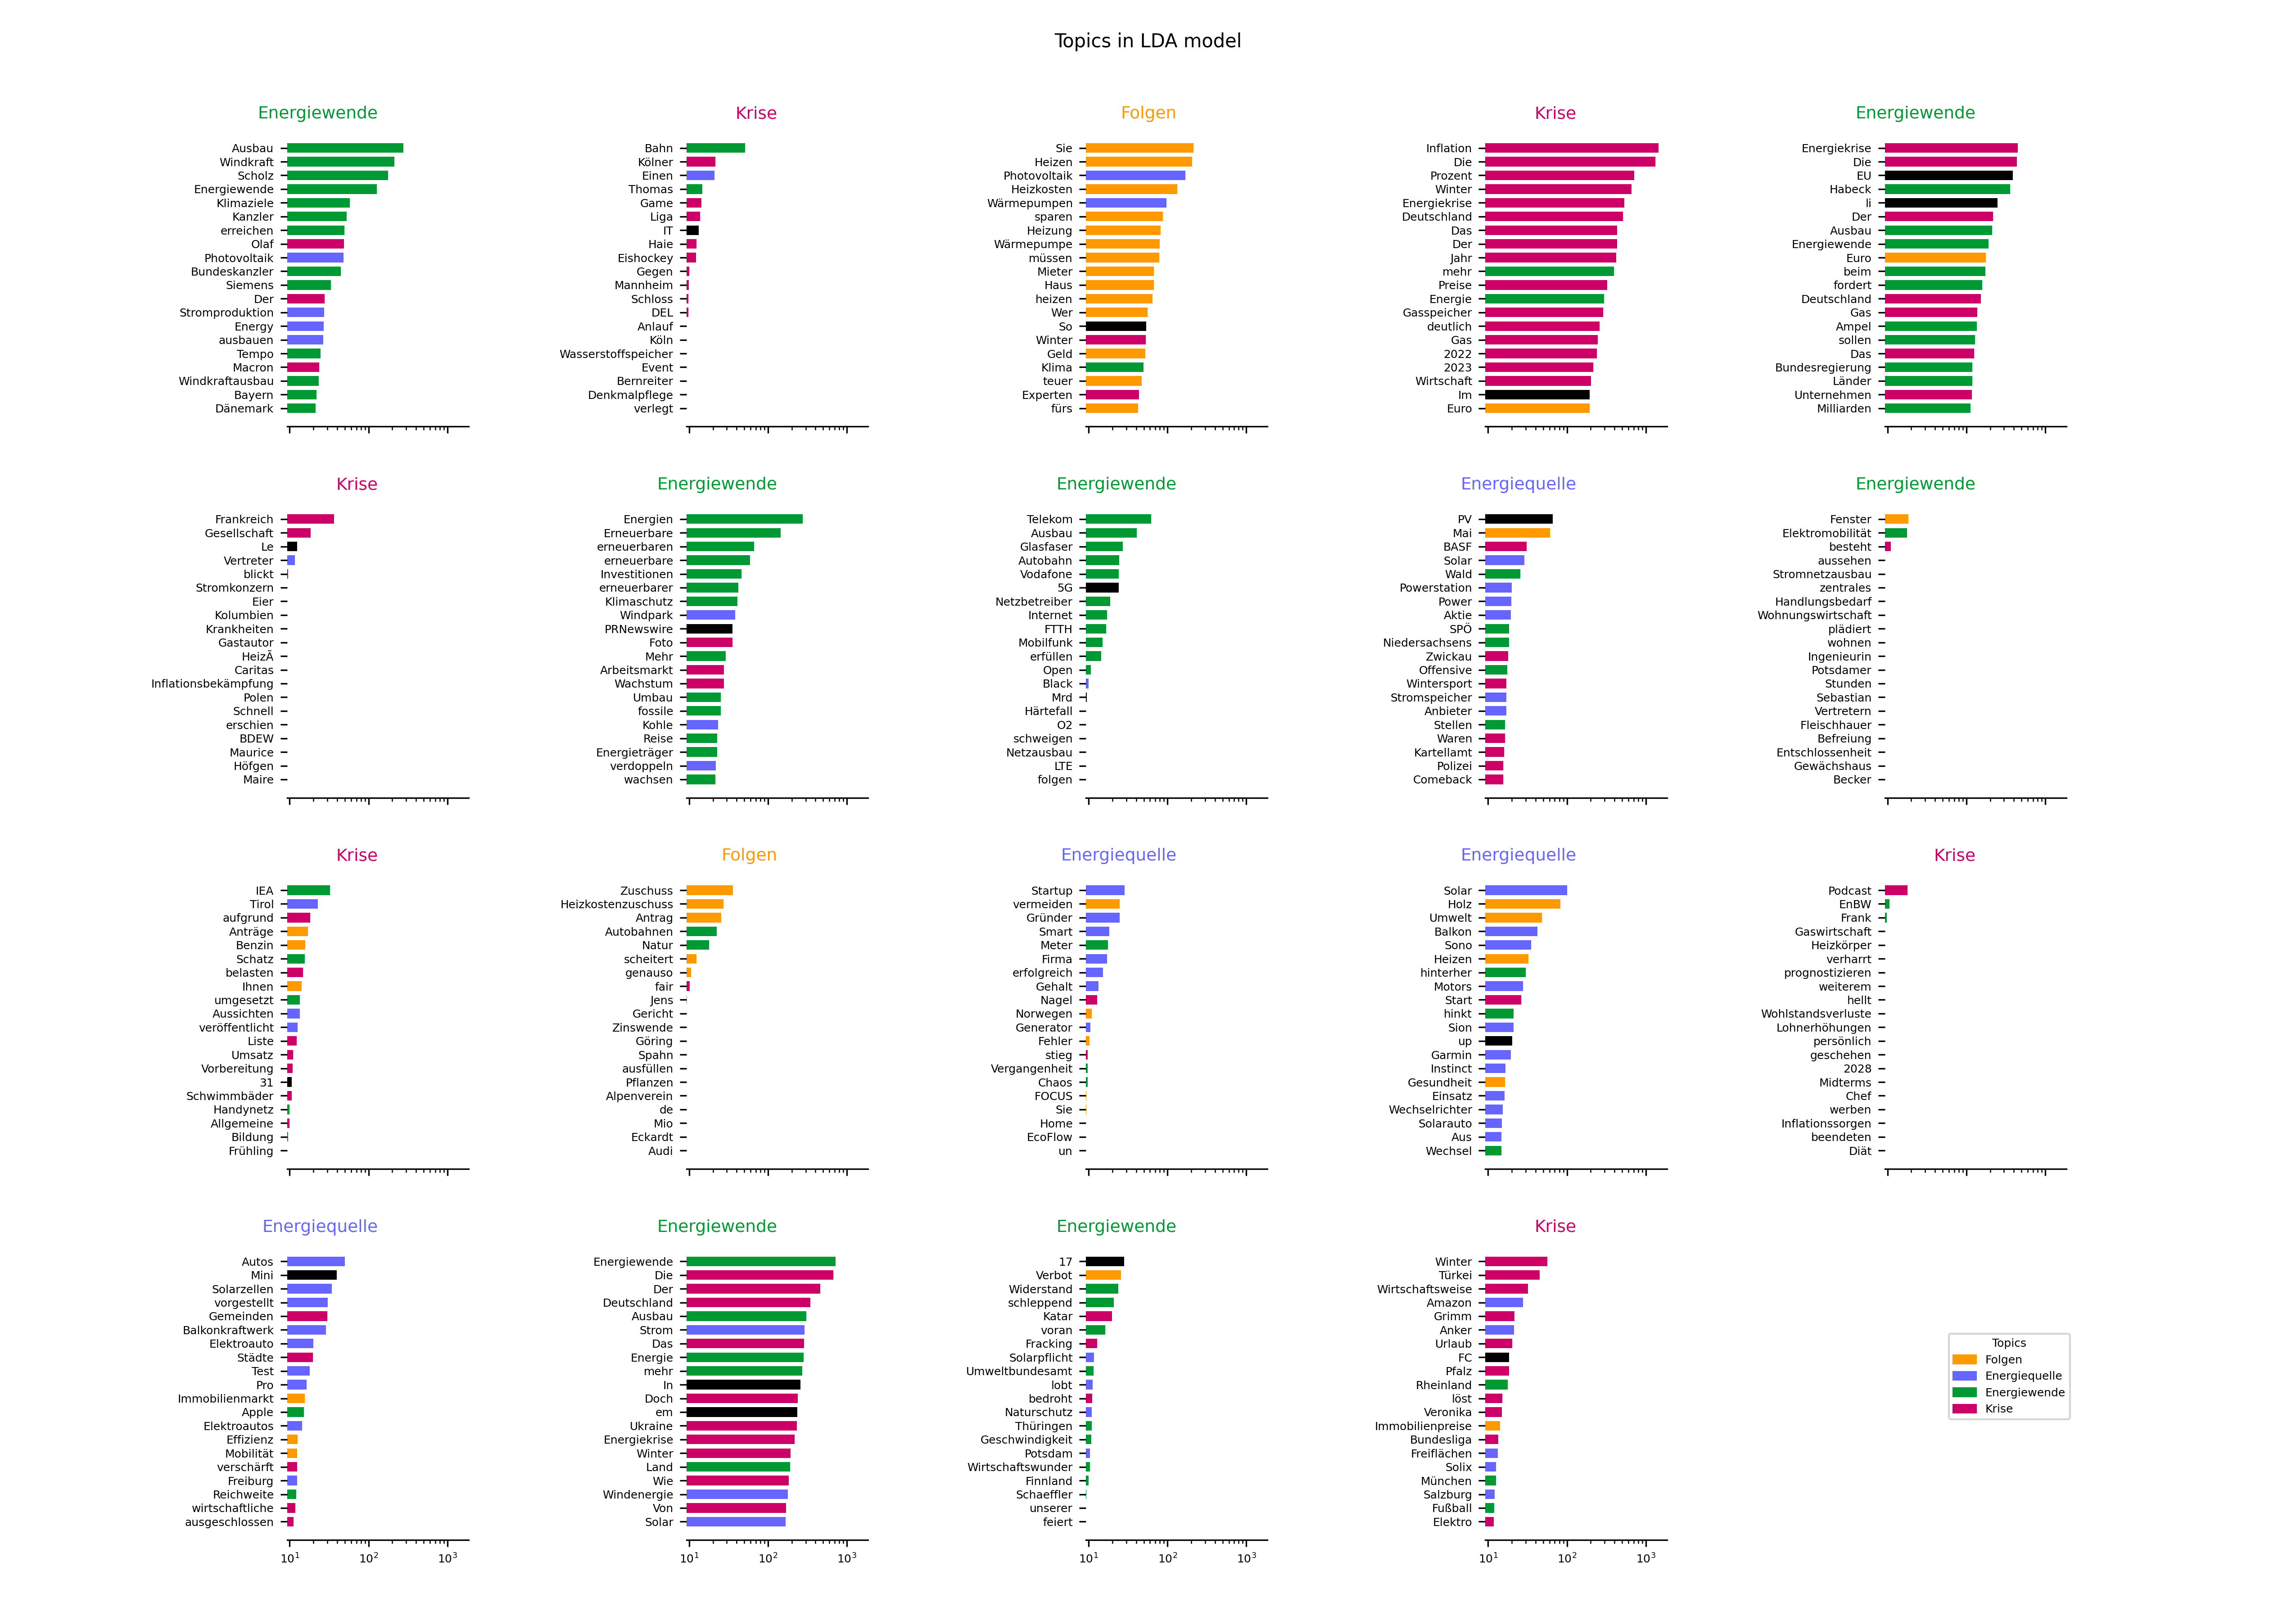 Topics in LDA model
Energiewende
Ausbau
Windkraft
Scholz
Energiewende
Klimaziele
Kanzler
erreichen
Olaf
Photovoltaik
Bundeskanzler
Siemens
Der
Stromproduktion
Energy
ausbauen
Tempo
Macron
Windkraftausbau
Bayern
Dänemark
Krise
Bahn
Kölner
Einen
Thomas
Game
Liga
IT
Haie
Eishockey
Gegen
Mannheim
Schloss
DEL
Anlauf
Köln
Wasserstoffspeicher
Event
Bernreiter
Denkmalpflege
verlegt
Folgen
Sie
Heizen
Photovoltaik
Heizkosten
Wärmepumpen
sparen
Heizung
Wärmepumpe
müssen
Mieter
Haus
heizen
Wer
So
Winter
Geld
Klima
teuer
Experten
fürs
Krise
Inflation
Die
Prozent
Winter
Energiekrise
Deutschland
Das
Der
Jahr
mehr
Preise
Energie
Gasspeicher
deutlich
Gas
2022
2023
Wirtschaft
Im
Euro
Energiewende
Energiekrise
Die
EU
Habeck
li
Der
Ausbau
Energiewende
Euro
beim
fordert
Deutschland
Gas
Ampel
sollen
Das
Bundesregierung
Länder
Unternehmen
Milliarden
Krise
Frankreich
Gesellschaft
Le
Vertreter
blickt
Stromkonzern
Eier
Kolumbien
Krankheiten
Gastautor
HeizÃ
Caritas
Inflationsbekämpfung
Polen
Schnell
erschien
BDEW
Maurice
Höfgen
Maire
Energiewende
Energien
Erneuerbare
erneuerbaren
erneuerbare
Investitionen
erneuerbarer
Klimaschutz
Windpark
PRNewswire
Foto
Mehr
Arbeitsmarkt
Wachstum
Umbau
fossile
Kohle
Reise
Energieträger
verdoppeln
wachsen
Energiewende
Telekom
Ausbau
Glasfaser
Autobahn
Vodafone
5G
Netzbetreiber
Internet
FTTH
Mobilfunk
erfüllen
Open
Black
Mrd
Härtefall
O2
schweigen
Netzausbau
LTE
folgen
Energiequelle
PV
Mai
BASF
Solar
Wald
Powerstation
Power
Aktie
SPÖ
Niedersachsens
Zwickau
Offensive
Wintersport
Stromspeicher
Anbieter
Stellen
Waren
Kartellamt
Polizei
Comeback
Energiewende
Fenster
Elektromobilität
besteht
aussehen
Stromnetzausbau
zentrales
Handlungsbedarf
Wohnungswirtschaft
plädiert
wohnen
Ingenieurin
Potsdamer
Stunden
Sebastian
Vertretern
Fleischhauer
Befreiung
Entschlossenheit
Gewächshaus
Becker
Krise
IEA
Tirol
aufgrund
Anträge
Benzin
Schatz
belasten
Ihnen
umgesetzt
Aussichten
veröffentlicht
Liste
Umsatz
Vorbereitung
31
Schwimmbäder
Handynetz
Allgemeine
Bildung
Frühling
Folgen
Zuschuss
Heizkostenzuschuss
Antrag
Autobahnen
Natur
scheitert
genauso
fair
Jens
Gericht
Zinswende
Göring
Spahn
ausfüllen
Pflanzen
Alpenverein
de
Mio
Eckardt
Audi
Energiequelle
Startup
vermeiden
Gründer
Smart
Meter
Firma
erfolgreich
Gehalt
Nagel
Norwegen
Generator
Fehler
stieg
Vergangenheit
Chaos
FOCUS
Sie
Home
EcoFlow
un
Energiequelle
Solar
Holz
Umwelt
Balkon
Sono
Heizen
hinterher
Motors
Start
hinkt
Sion
up
Garmin
Instinct
Gesundheit
Einsatz
Wechselrichter
Solarauto
Aus
Wechsel
Krise
Podcast
EnBW
Frank
Gaswirtschaft
Heizkörper
verharrt
prognostizieren
weiterem
hellt
Wohlstandsverluste
Lohnerhöhungen
persönlich
geschehen
2028
Midterms
Chef
werben
Inflationssorgen
beendeten
Diät
Energiequelle
Autos
Mini
Solarzellen
vorgestellt
Gemeinden
Balkonkraftwerk
Elektroauto
Städte
Test
Pro
Immobilienmarkt
Apple
Elektroautos
Effizienz
Mobilität
verschärft
Freiburg
Reichweite
wirtschaftliche
ausgeschlossen
10¹ 10² 10³
Energiewende
Energiewende
Die
Der
Deutschland
Ausbau
Strom
Das
Energie
mehr
In
Doch
em
Ukraine
Energiekrise
Winter
Land
Wie
Windenergie
Von
Solar
10¹ 10² 10³
Energiewende
17
Verbot
Widerstand
schleppend
Katar
voran
Fracking
Solarpflicht
Umweltbundesamt
lobt
bedroht
Naturschutz
Thüringen
Geschwindigkeit
Potsdam
Wirtschaftswunder
Finnland
Schaeffler
unserer
feiert
10¹ 10² 10³
Krise
Winter
Türkei
Wirtschaftsweise
Amazon
Grimm
Anker
Urlaub
FC
Pfalz
Rheinland
löst
Veronika
Immobilienpreise
Bundesliga
Freiflächen
Solix
München
Salzburg
Fußball
Elektro
10¹ 10² 10³
Topics
Folgen
Energiequelle
Energiewende
Krise